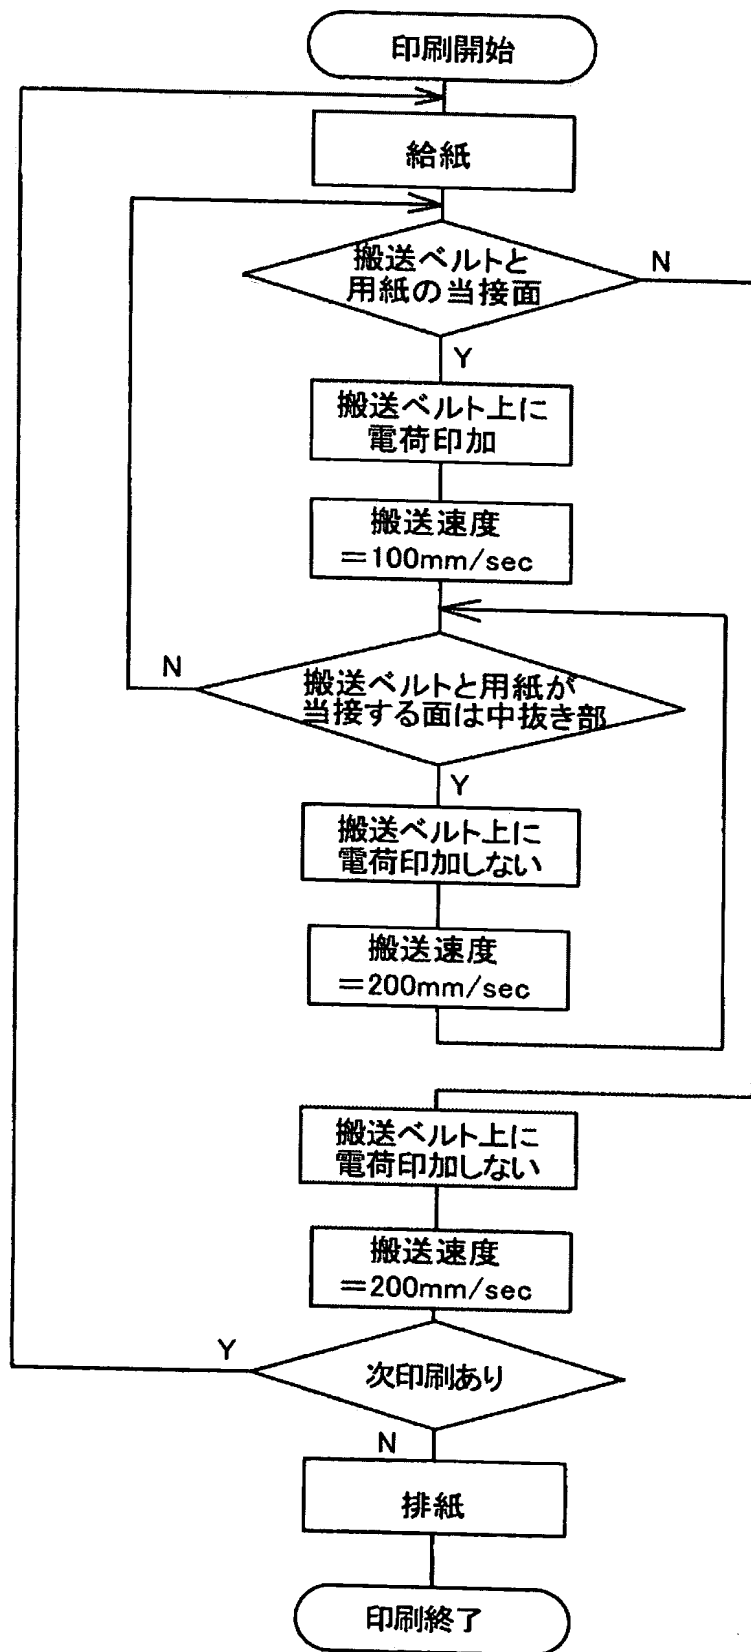 印刷開始
給紙
搬送ベルトと
用紙の当接面
N
Y
搬送ベルト上に
電荷印加
搬送速度
＝100mm/sec
N
搬送ベルトと用紙が
当接する面は中抜き部
Y
搬送ベルト上に
電荷印加しない
搬送速度
＝200mm/sec
搬送ベルト上に
電荷印加しない
搬送速度
＝200mm/sec
Y
次印刷あり
N
排紙
印刷終了